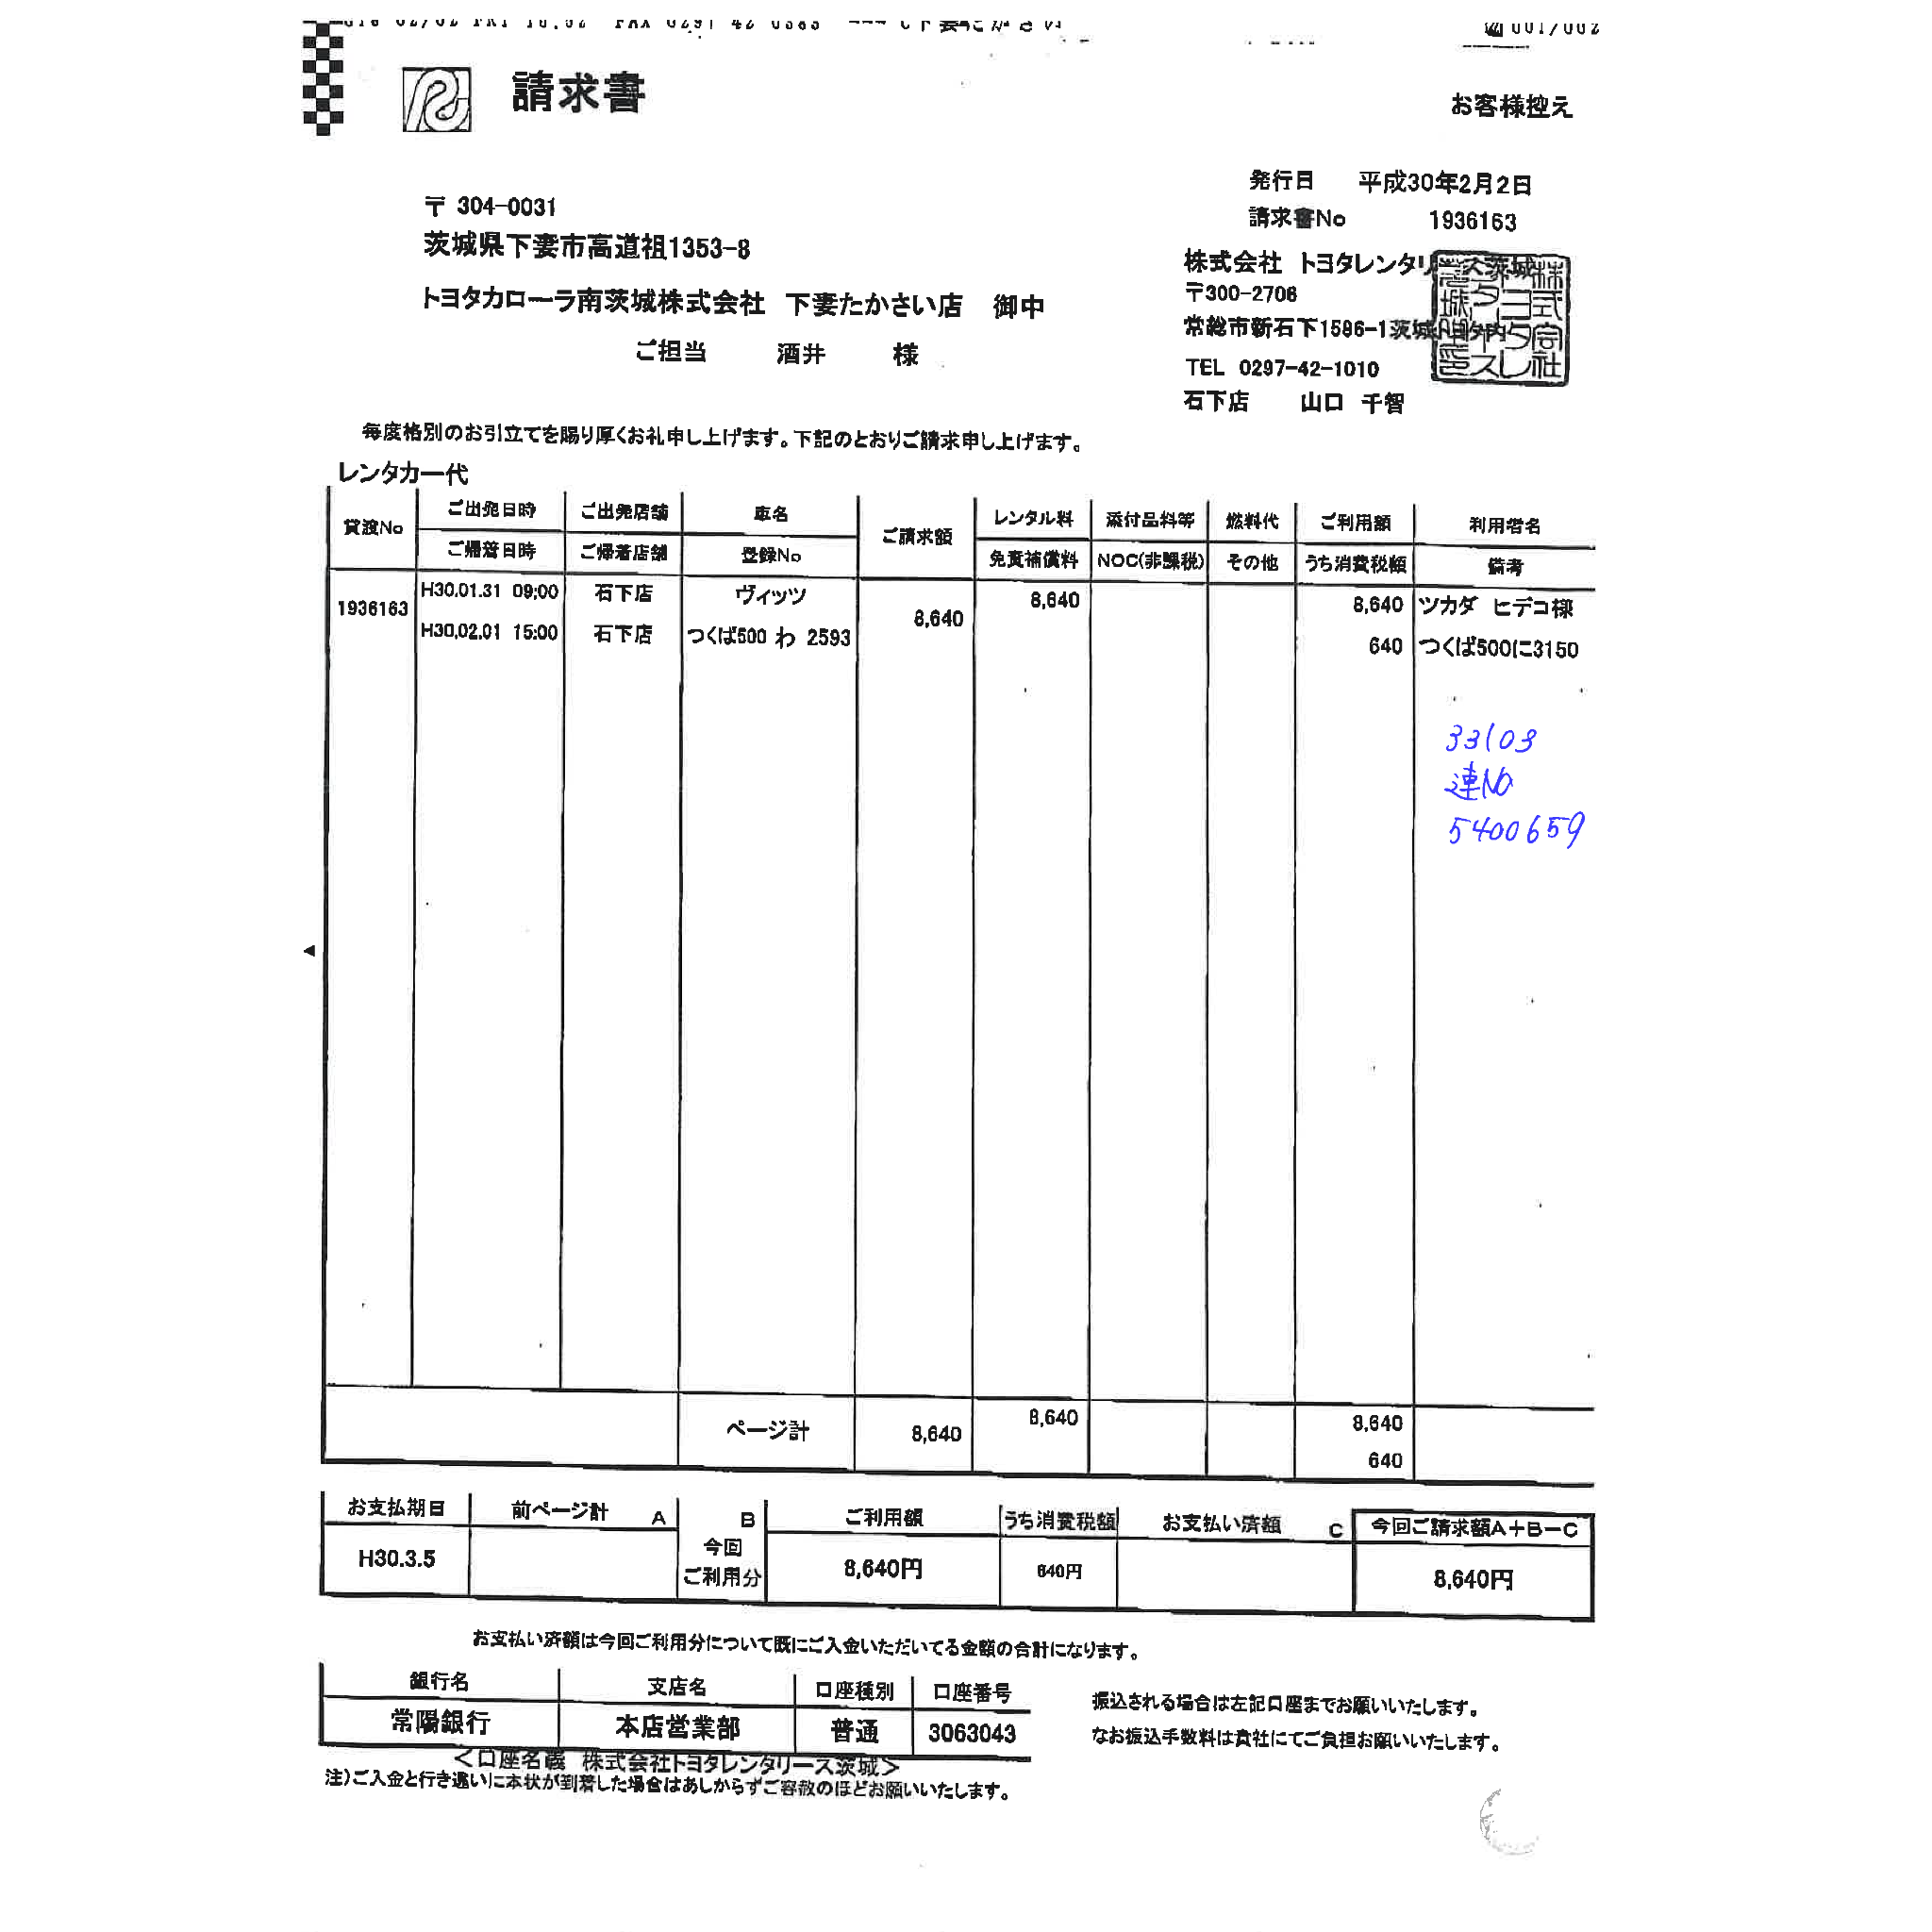 請求書
お客様控え
発行日 平成30年2月2日
請求書No 1936163
〒 304-0031
茨城県下妻市高道祖1353-8
トヨタカローラ南茨城株式会社 下妻たかさい店 御中
ご担当 酒井 様
株式会社 トヨタレンタリース茨城
〒300-2706
常総市新石下1586-1茨城
TEL 0297-42-1010
石下店 山口 千智
毎度格別のお引立てを賜り厚くお礼申し上げます。下記のとおりご請求申し上げます。
レンタカー代
貸渡No ご出発日時 ご出発店舗 車名 ご請求額 レンタル料 添付品料等 燃料代 ご利用額 利用者名
ご帰着日時 ご帰着店舗 登録No 免責補償料 NOC(非課税) その他 うち消費税額 備考
1936163 H30.01.31 09:00 石下店 ヴィッツ 8,640 8,640 8,640 ツカダ ヒデコ様
H30.02.01 15:00 石下店 つくば500 わ 2593 640 つくば500に3150
33103
連No
5400659
ページ計 8,640 8,640 8,640
640
お支払期日 前ページ計 A B ご利用額 うち消費税額 お支払い済額 C 今回ご請求額A+B-C
H30.3.5 今回ご利用分 8,640円 640円 8,640円
お支払い済額は今回ご利用分について既にご入金いただいてる金額の合計になります。
銀行名 支店名 口座種別 口座番号
常陽銀行 本店営業部 普通 3063043
振込される場合は左記口座までお願いいたします。
なお振込手数料は貴社にてご負担お願いいたします。
<口座名義 株式会社トヨタレンタリース茨城>
注)ご入金と行き違いに本状が到着した場合はあしからずご容赦のほどお願いいたします。